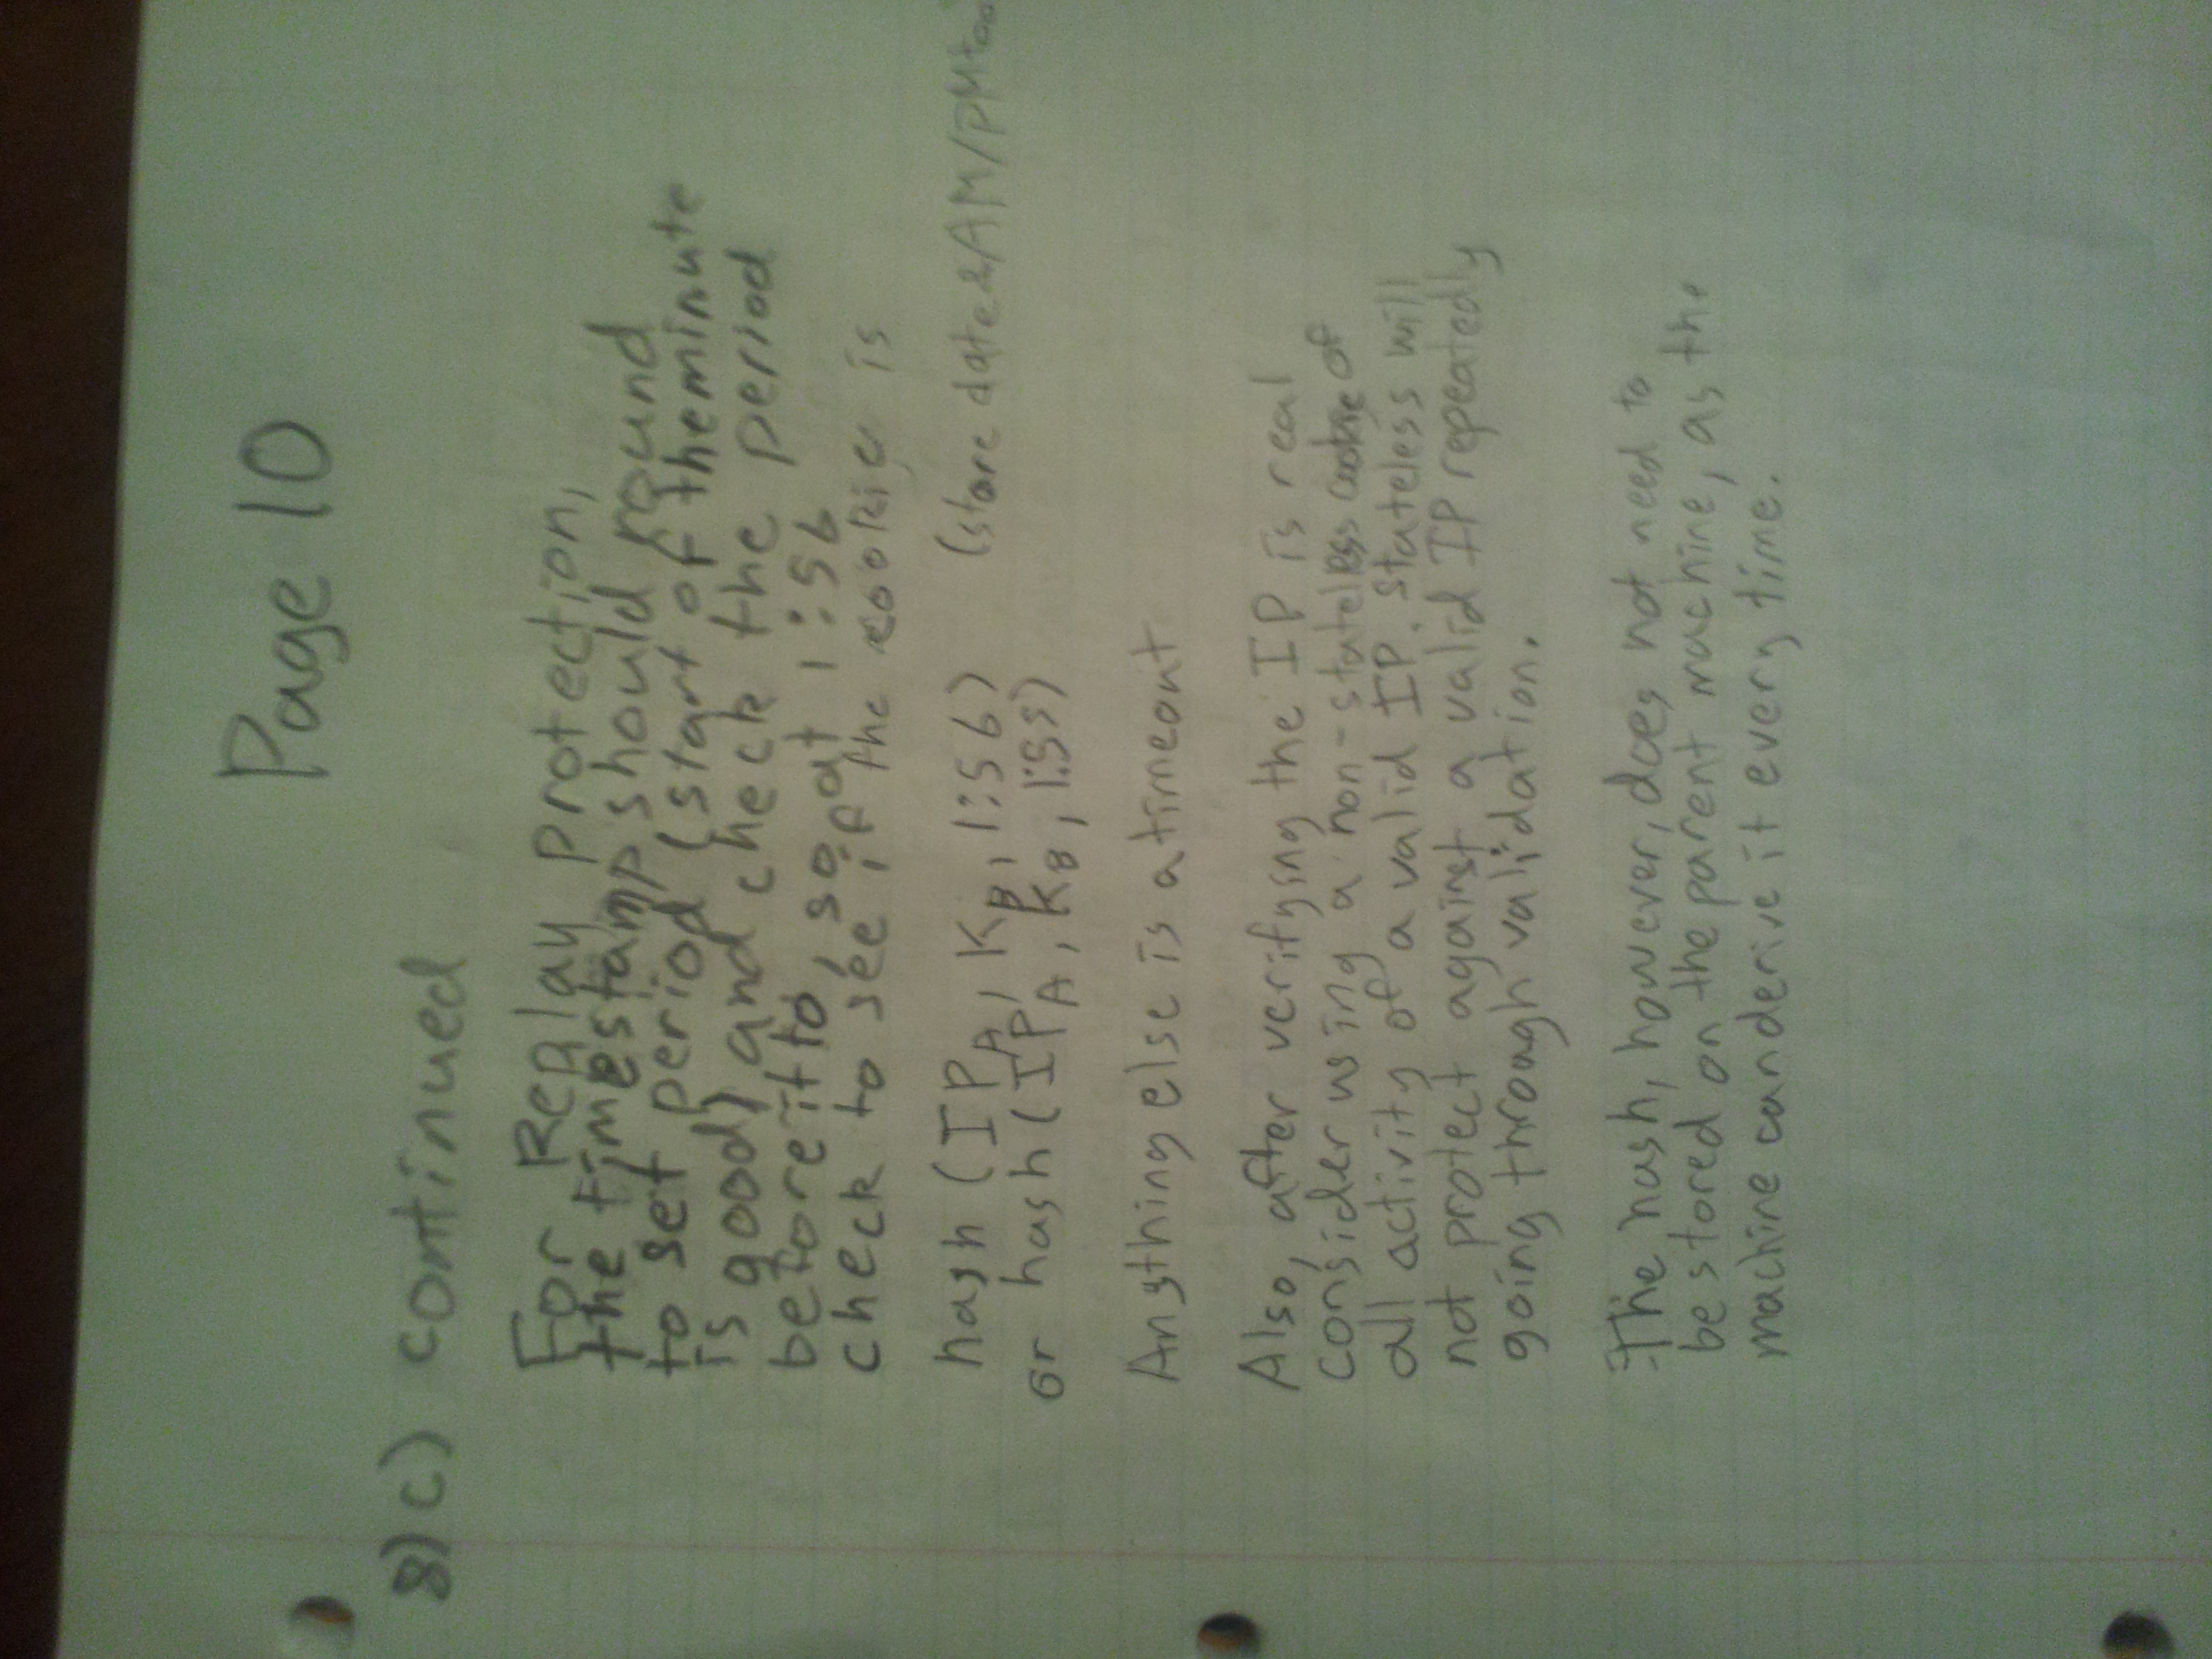 Page 10
8) c) continued
For Replay protection,
the timestamp should round
to set period (start of the minute
is good) and check the period
before it to, so at 1:56
check to see if the cookie is
hash (IP_A, K_B, 1:56) (store date & AM/PM too
or hash (IP_A, K_B, 1:55)
Anything else is a timeout
Also, after verifying the IP is real
consider using a non-stateless cookie of
all activity of a valid IP. Stateless will
not protect against a valid IP repeatedly
going through validation.
The hash, however, does not need to
be stored on the parent machine, as the
machine can derive it every time.